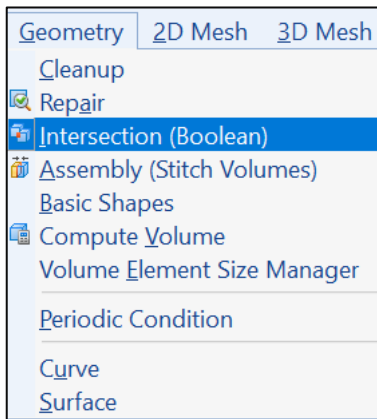 Geometry 2D Mesh 3D Mesh
Cleanup
Repair
Intersection (Boolean)
Assembly (Stitch Volumes)
Basic Shapes
Compute Volume
Volume Element Size Manager
Periodic Condition
Curve
Surface